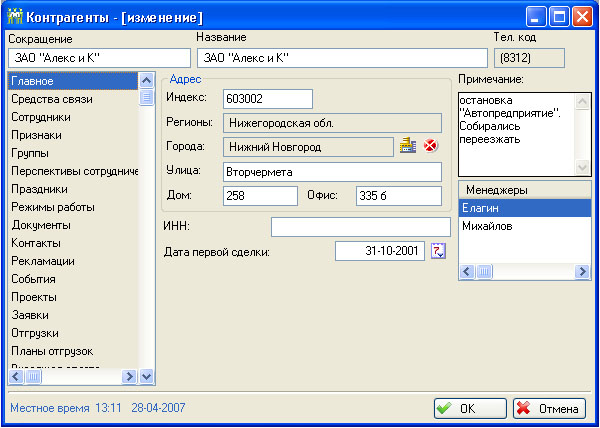 Контрагенты - [изменение]
Сокращение Название Тел. код
ЗАО "Алекс и К" ЗАО "Алекс и К" (8312)
Главное
Средства связи
Сотрудники
Признаки
Группы
Перспективы сотрудниче
Праздники
Режимы работы
Документы
Контакты
Рекламации
События
Проекты
Заявки
Отгрузки
Планы отгрузок
Адрес
Индекс: 603002
Регионы: Нижегородская обл.
Города: Нижний Новгород
Улица: Вторчермета
Дом: 258 Офис: 335 б
ИНН:
Дата первой сделки: 31-10-2001
Примечание:
остановка
"Автопредприятие".
Собирались
переезжать
Менеджеры
Елагин
Михайлов
Местное время 13:11 28-04-2007
OK Отмена